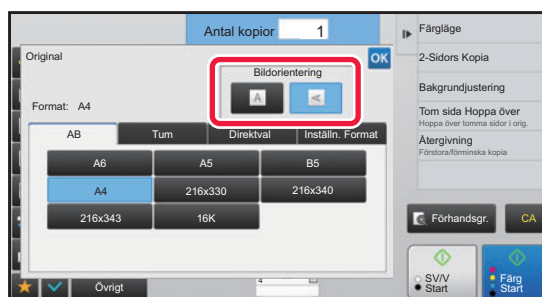 Antal kopior 1
Original
OK
Bildorientering
A
A
Format: A4
AB
Tum
Direktval
Inställn. Format
A6
A5
B5
A4
216x330
216x340
216x343
16K
Övrigt
Färgläge
2-Sidors Kopia
Bakgrundjustering
Tom sida Hoppa över
Hoppa över tomma sidor i orig.
Återgivning
Förstora/förminska kopia
Förhandsgr.
CA
SV/V
Start
Färg
Start